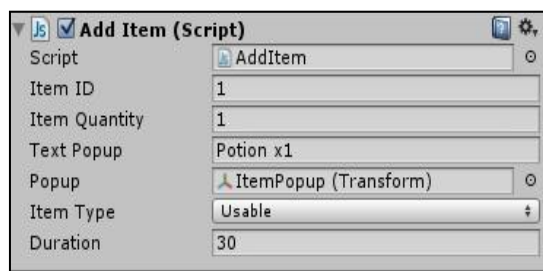 Js Add Item (Script)
Script AddItem
Item ID 1
Item Quantity 1
Text Popup Potion x1
Popup ItemPopup (Transform)
Item Type Usable
Duration 30